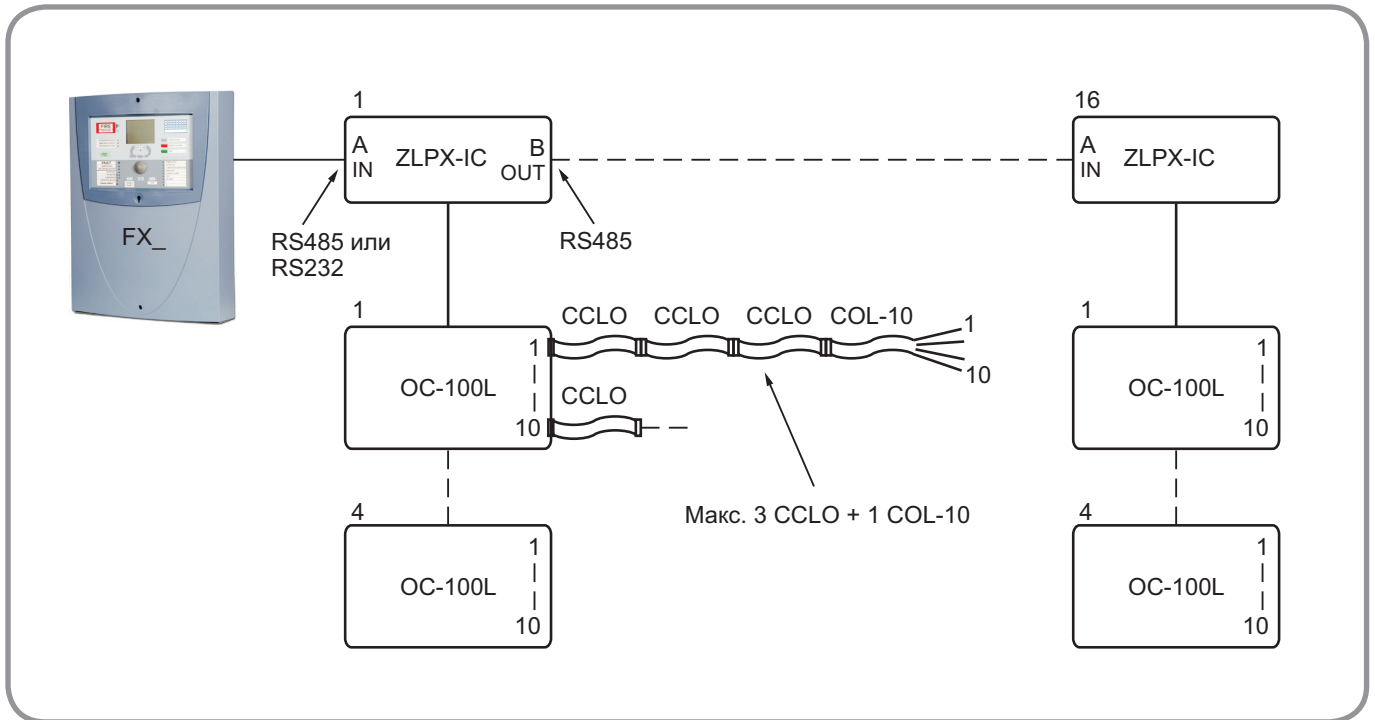 1
16
A
IN
ZLPX-IC
B
OUT
A
IN
ZLPX-IC
FIRE
FX_
RS485 или
RS232
RS485
1
CCLO
CCLO
CCLO
COL-10
1
1
10
OC-100L
10
CCLO
1
OC-100L
1
10
Макс. 3 CCLO + 1 COL-10
4
OC-100L
1
10
4
OC-100L
1
10